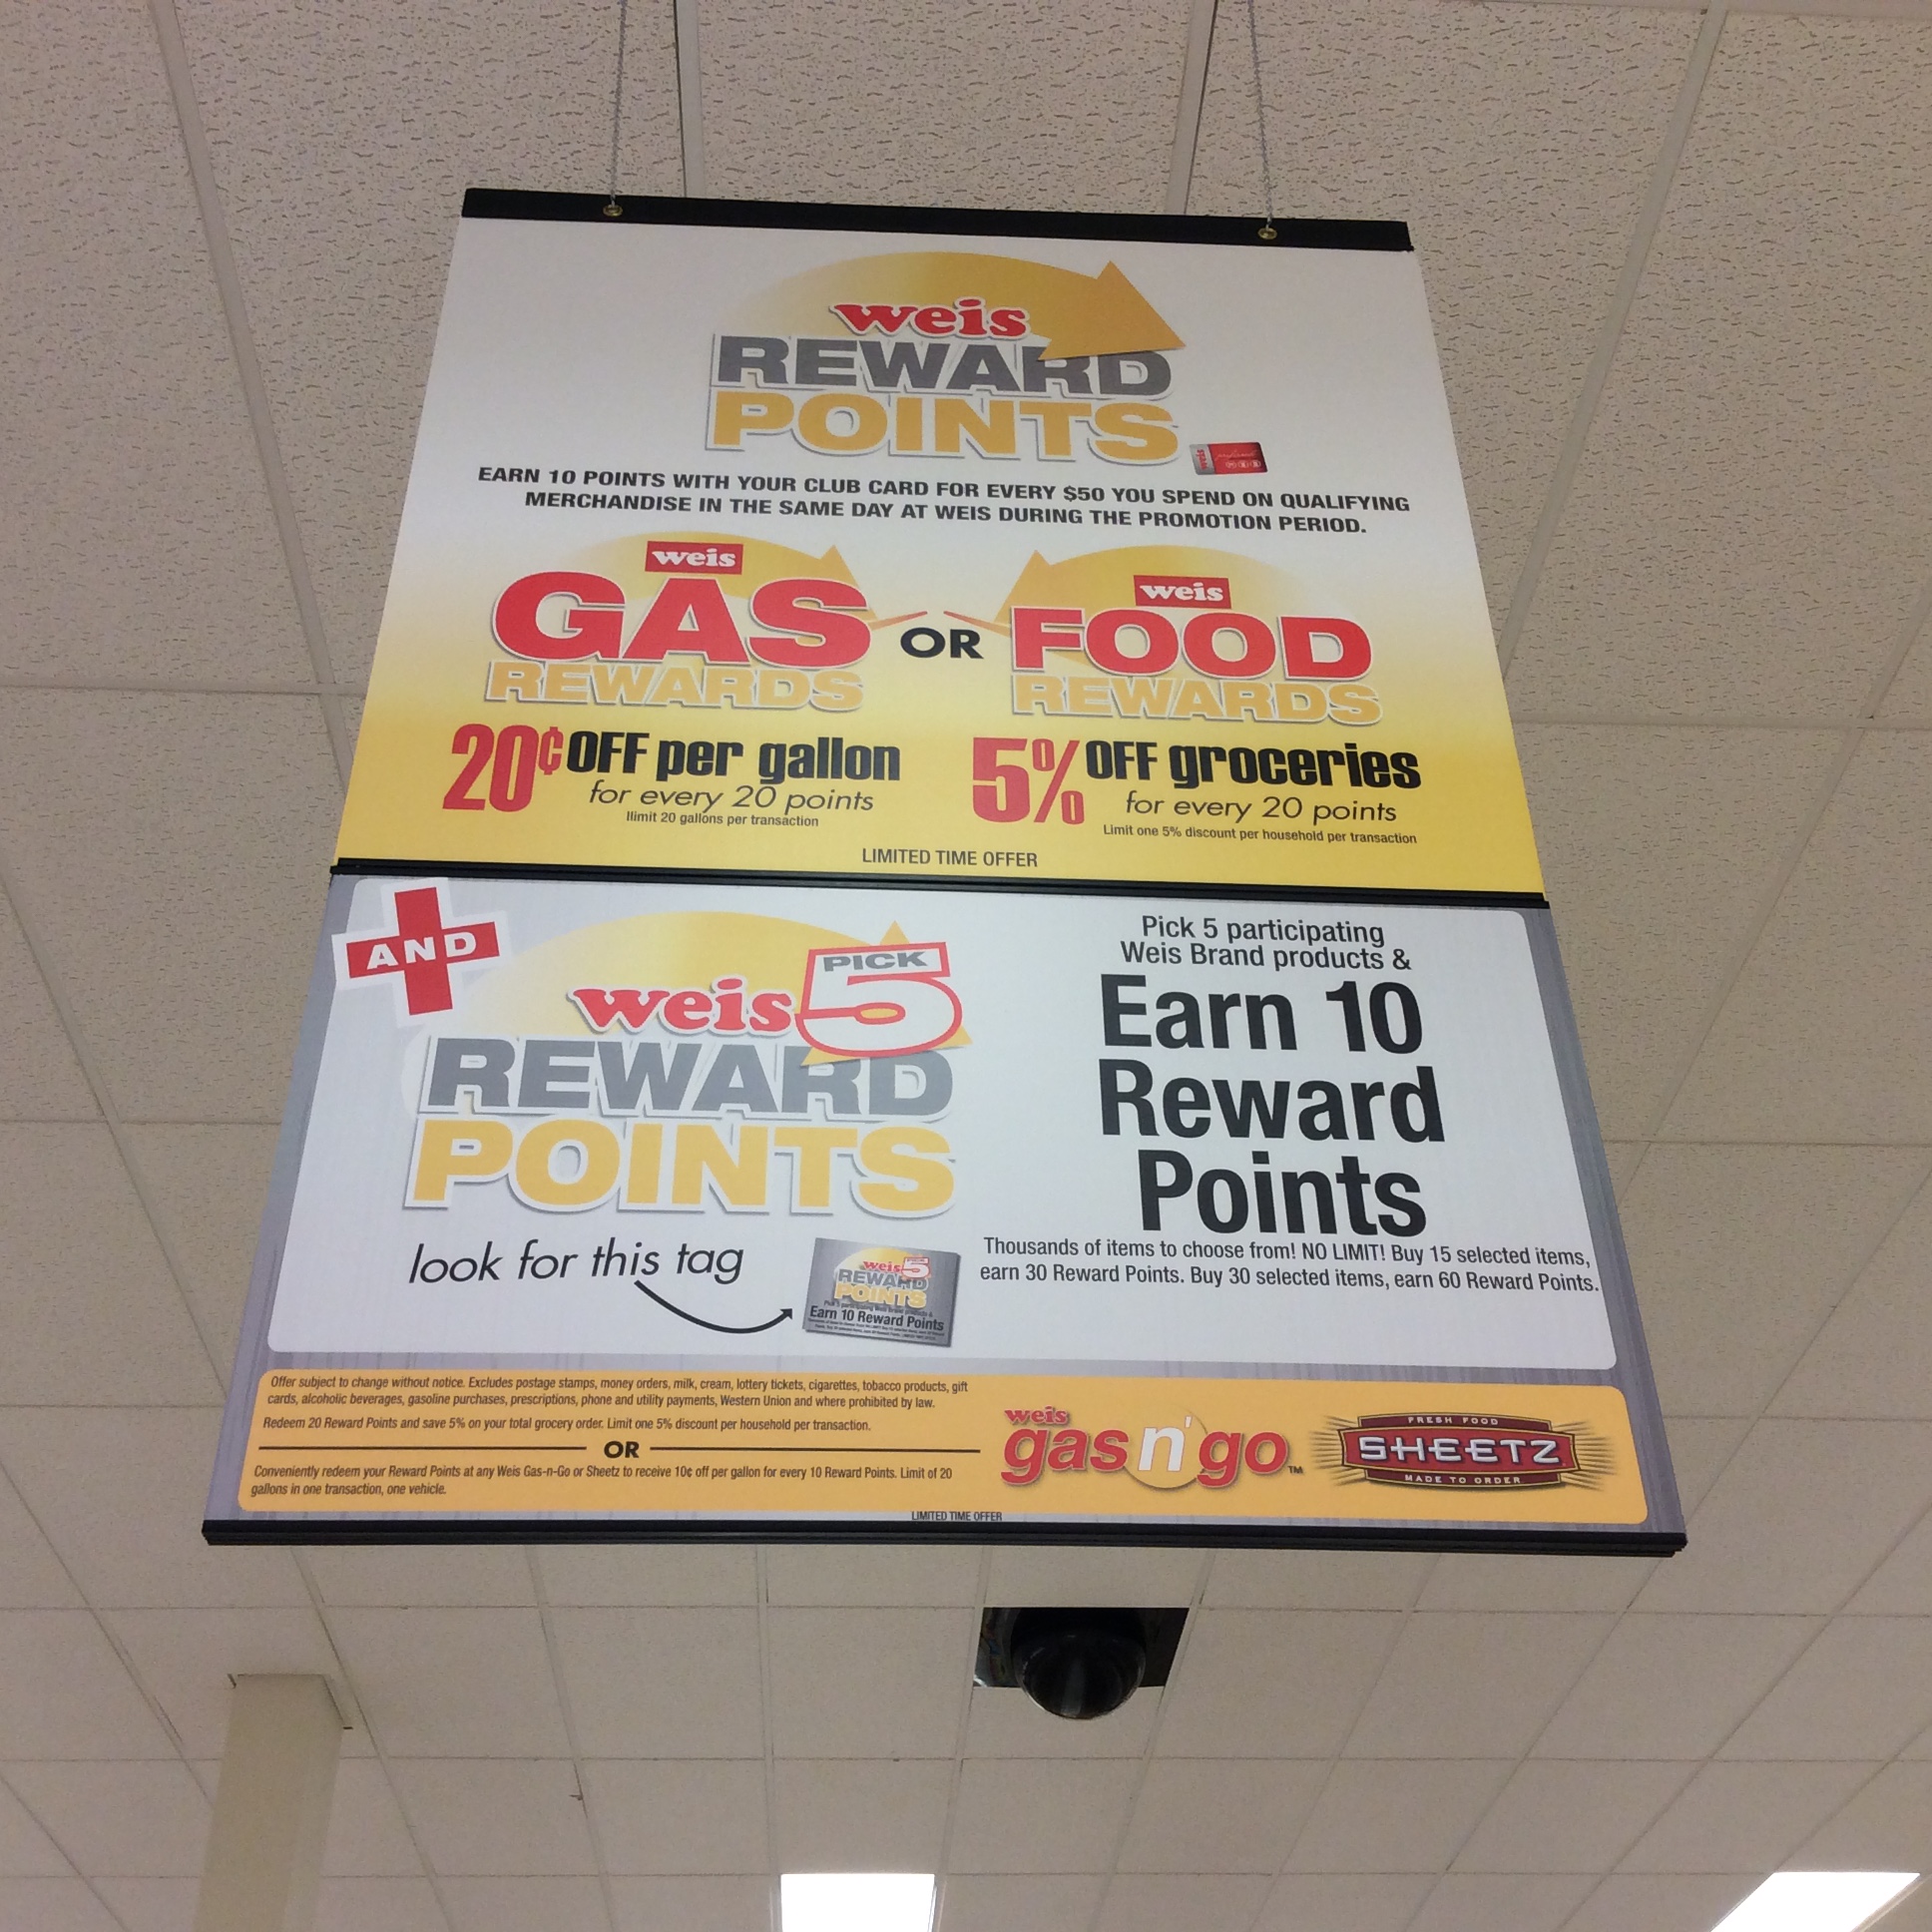 weis
REWARD
POINTS
EARN 10 POINTS WITH YOUR CLUB CARD FOR EVERY $50 YOU SPEND ON QUALIFYING
MERCHANDISE IN THE SAME DAY AT WEIS DURING THE PROMOTION PERIOD.
weis
GAS
REWARDS
OR
weis
FOOD
REWARDS
20¢ OFF per gallon
for every 20 points
llimit 20 gallons per transaction
5% OFF groceries
for every 20 points
Limit one 5% discount per household per transaction
LIMITED TIME OFFER
AND
weis PICK 5
REWARD
POINTS
look for this tag
weis 5
REWARD
POINTS
Earn 10 Reward Points
Pick 5 participating
Weis Brand products &
Earn 10
Reward
Points
Thousands of items to choose from! NO LIMIT! Buy 15 selected items,
earn 30 Reward Points. Buy 30 selected items, earn 60 Reward Points.
Offer subject to change without notice. Excludes postage stamps, money orders, milk, cream, lottery tickets, cigarettes, tobacco products, gift
cards, alcoholic beverages, gasoline purchases, prescriptions, phone and utility payments, Western Union and where prohibited by law.
Redeem 20 Reward Points and save 5% on your total grocery order. Limit one 5% discount per household per transaction.
OR
Conveniently redeem your Reward Points at any Weis Gas-n-Go or Sheetz to receive 10¢ off per gallon for every 10 Reward Points. Limit of 20
gallons in one transaction, one vehicle.
weis
gas n' go™
FRESH FOOD
SHEETZ
MADE TO ORDER
LIMITED TIME OFFER